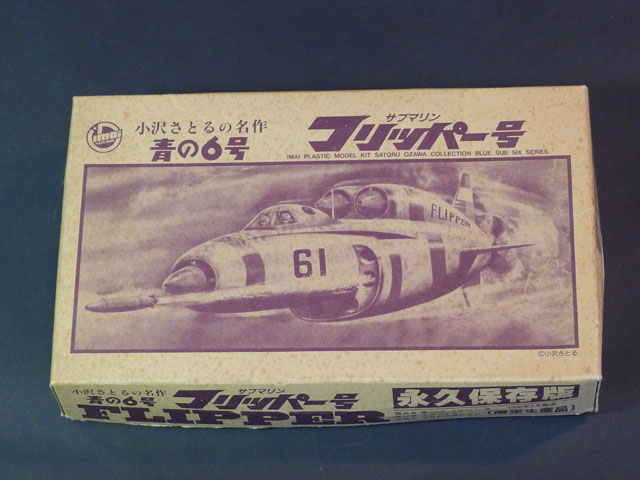 imai
小沢さとるの名作
青の6号
サブマリン
フリッパー号
IMAI PLASTIC MODEL KIT SATORU OZAWA COLLECTION BLUE SUB SIX SERIES
FLIPPER
61
©小沢さとる
小沢さとるの名作
青の6号
サブマリン
フリッパー号
FLIPPER
永久保存版
(限定生産品)